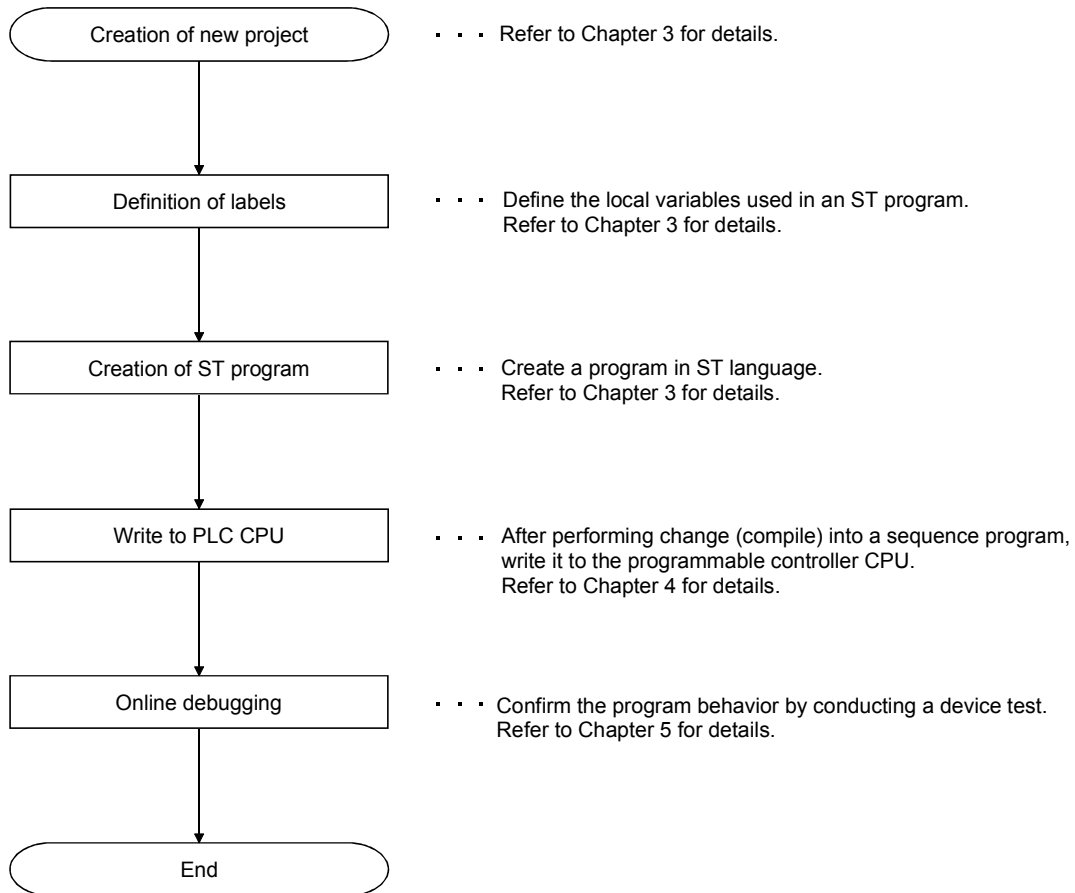 Creation of new project
· · · Refer to Chapter 3 for details.
Definition of labels
· · · Define the local variables used in an ST program.
Refer to Chapter 3 for details.
Creation of ST program
· · · Create a program in ST language.
Refer to Chapter 3 for details.
Write to PLC CPU
· · · After performing change (compile) into a sequence program,
write it to the programmable controller CPU.
Refer to Chapter 4 for details.
Online debugging
· · · Confirm the program behavior by conducting a device test.
Refer to Chapter 5 for details.
End